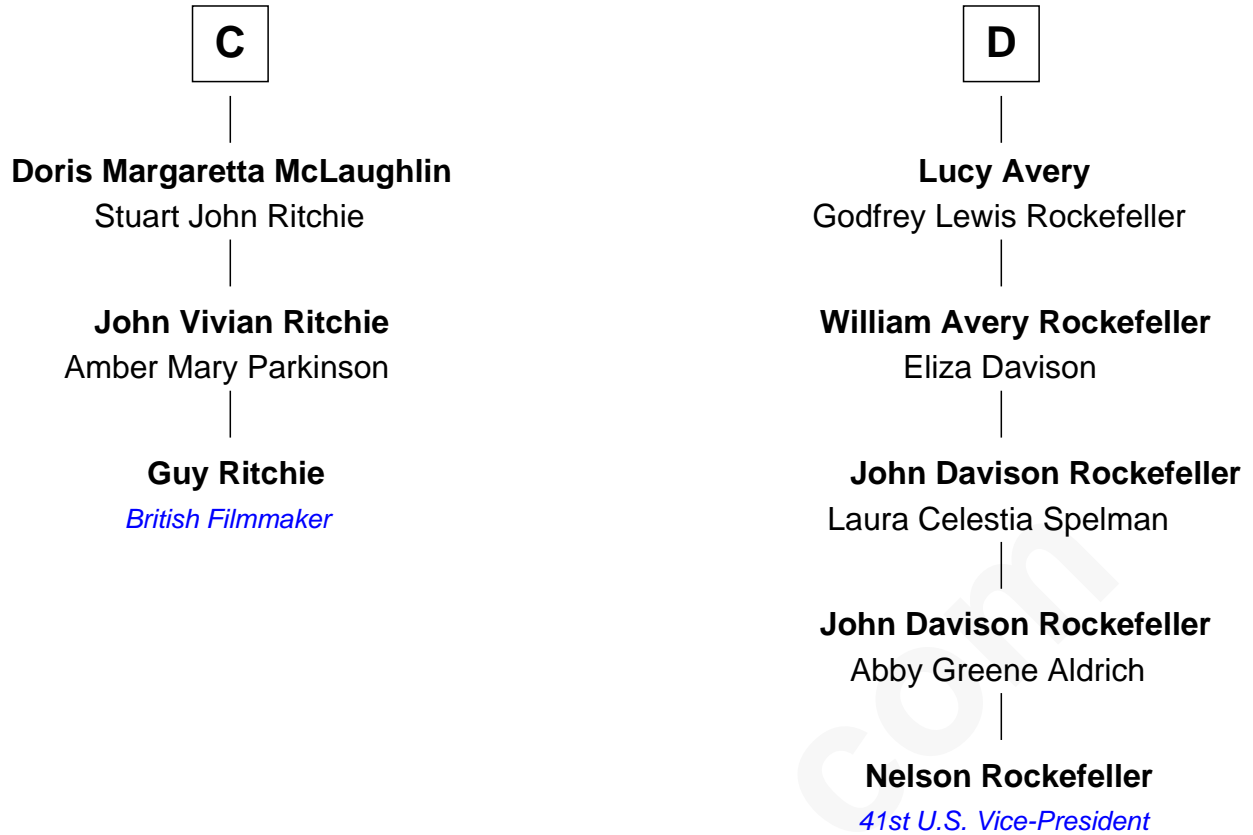 C
Doris Margaretta McLaughlin
Stuart John Ritchie
John Vivian Ritchie
Amber Mary Parkinson
Guy Ritchie
British Filmmaker
D
Lucy Avery
Godfrey Lewis Rockefeller
William Avery Rockefeller
Eliza Davison
John Davison Rockefeller
Laura Celestia Spelman
John Davison Rockefeller
Abby Greene Aldrich
Nelson Rockefeller
41st U.S. Vice-President
com